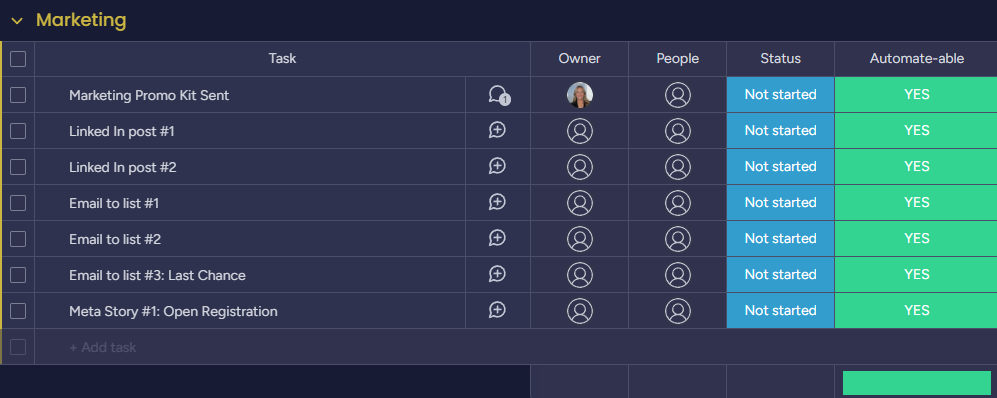 Marketing
Task Owner People Status Automate-able
Marketing Promo Kit Sent 1 Not started YES
Linked In post #1 Not started YES
Linked In post #2 Not started YES
Email to list #1 Not started YES
Email to list #2 Not started YES
Email to list #3: Last Chance Not started YES
Meta Story #1: Open Registration Not started YES
+ Add task